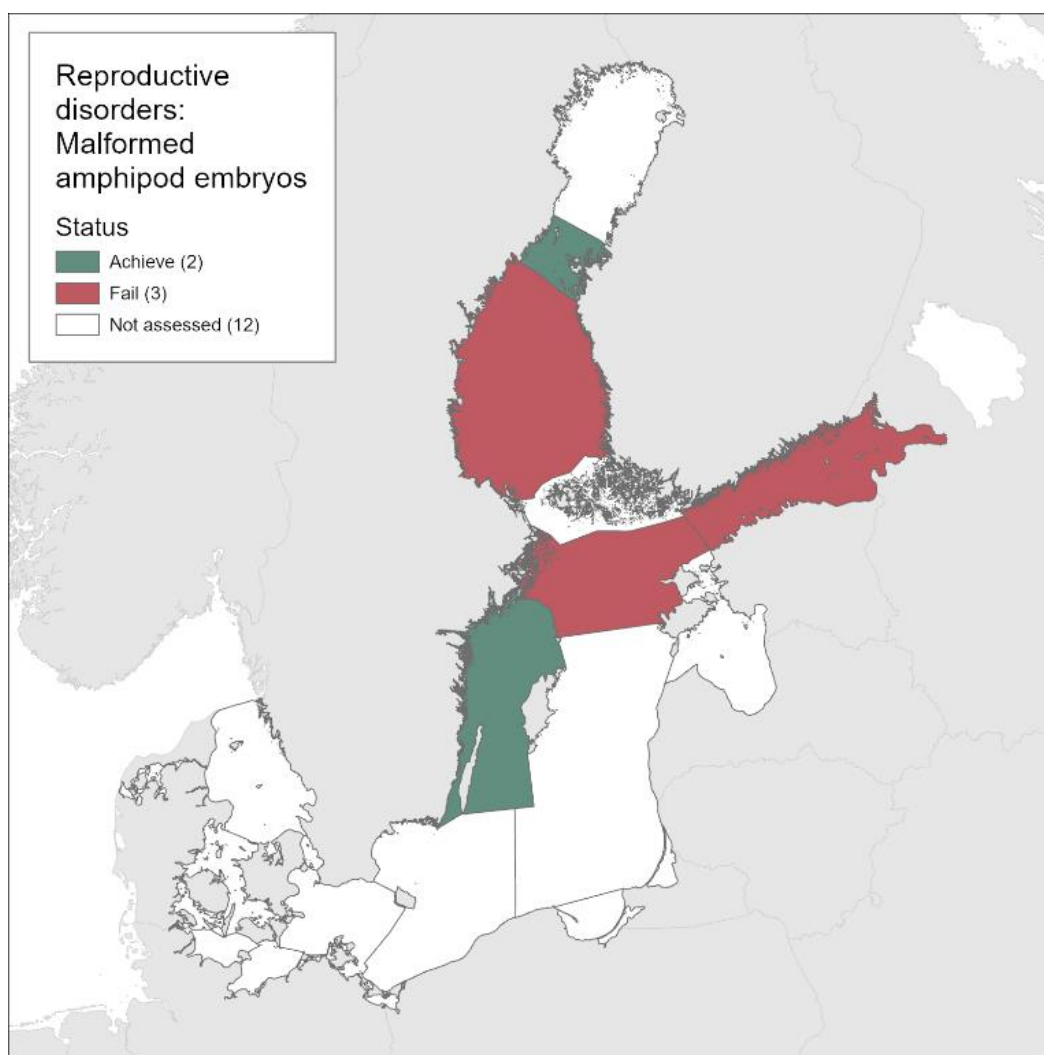 Reproductive
disorders:
Malformed
amphipod embryos
Status
Achieve (2)
Fail (3)
Not assessed (12)